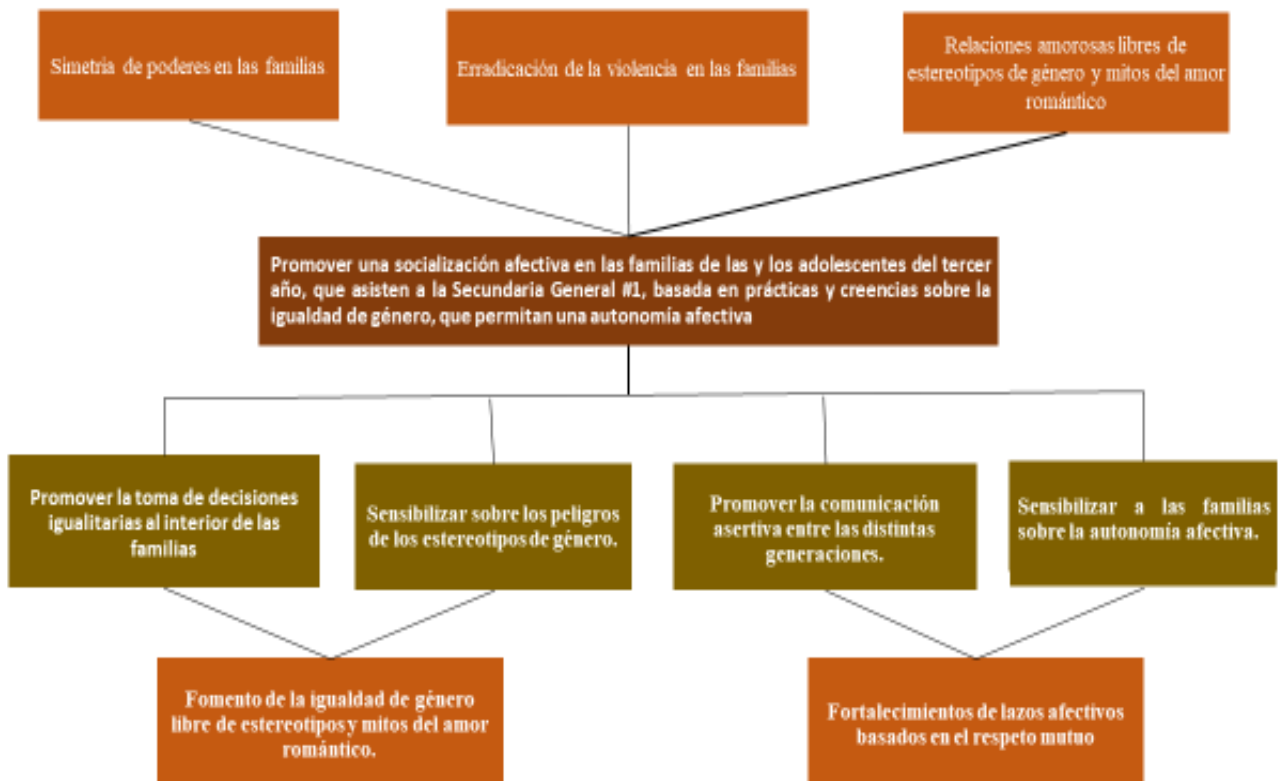 Simetria de poderes en las familias
Erradicación de la violencia en las familias
Relaciones amorosas libres de
estereotipos de género y mitos del amor
romántico
Promover una socialización afectiva en las familias de las y los adolescentes del tercer
año, que asisten a la Secundaria General #1, basada en prácticas y creencias sobre la
igualdad de género, que permitan una autonomía afectiva
Promover la toma de decisiones
igualitarias al interior de las
familias
Sensibilizar sobre los peligros
de los estereotipos de género.
Promover la comunicación
asertiva entre las distintas
generaciones.
Sensibilizar a las familias
sobre la autonomía afectiva.
Fomento de la igualdad de género
libre de estereotipos y mitos del amor
romántico.
Fortalecimientos de lazos afectivos
basados en el respeto mutuo